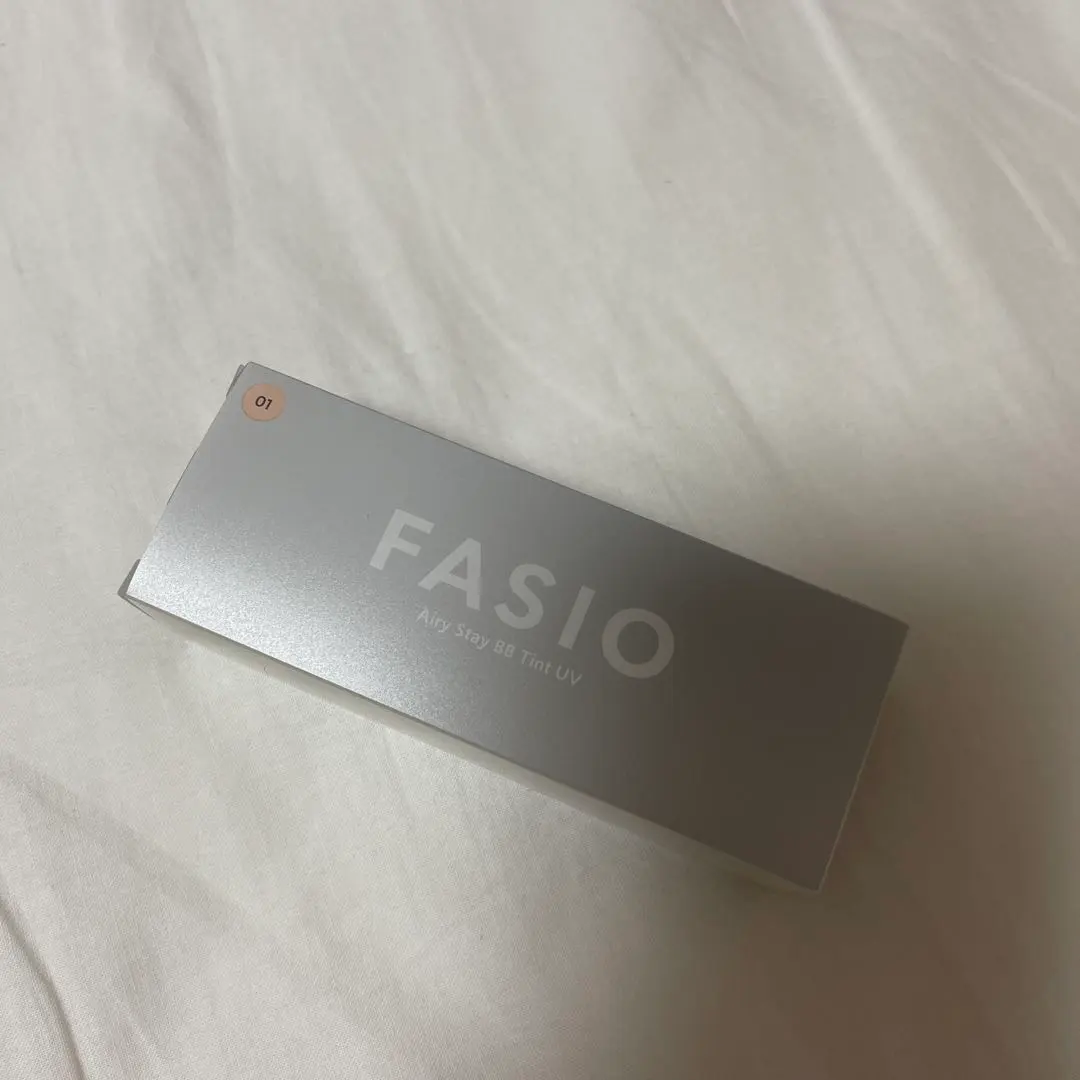 01
FASIO
Airy Stay BB Tint UV